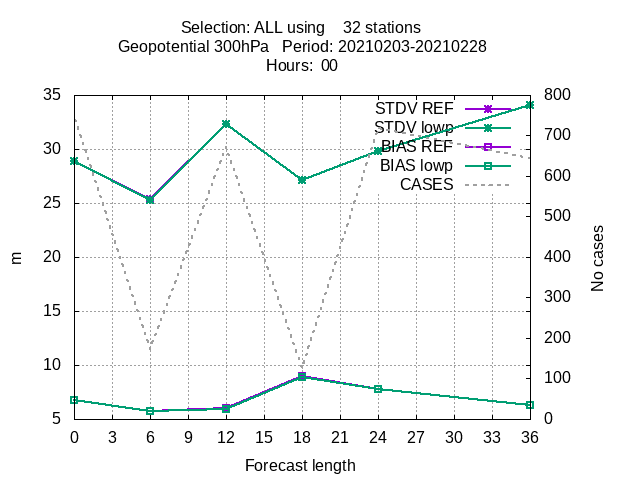 Selection: ALL using    32 stations
Geopotential 300hPa   Period: 20210203-20210228
Hours:  00
35
30
25
20
15
10
5
m
800
700
600
500
400
300
200
100
0
No cases
STDV REF
STDV lowp
BIAS REF
BIAS lowp
CASES
0 3 6 9 12 15 18 21 24 27 30 33 36
Forecast length